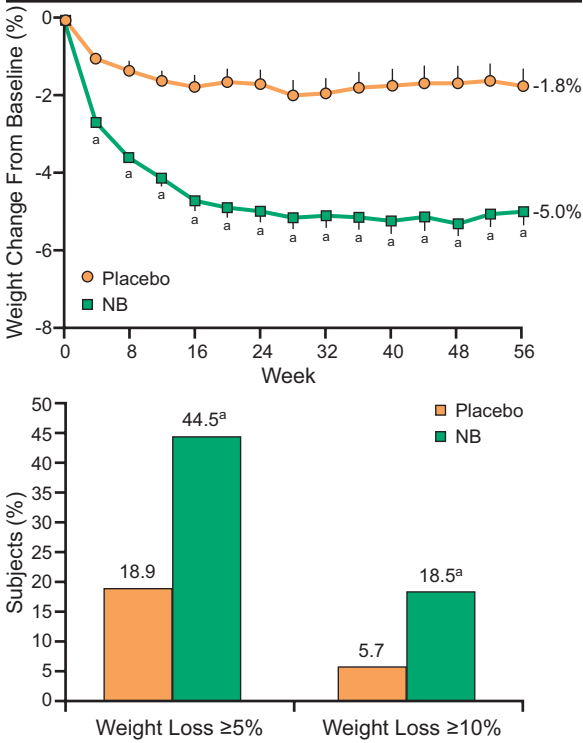 Weight Change From Baseline (%)
0
-2
-4
-6
-8
-1.8%
-5.0%
a a a a a a a a a a a a a a
Placebo
NB
0 8 16 24 32 40 48 56
Week
Subjects (%)
50
45
40
35
30
25
20
15
10
5
0
Placebo
NB
18.9
44.5ᵃ
5.7
18.5ᵃ
Weight Loss ≥5% Weight Loss ≥10%